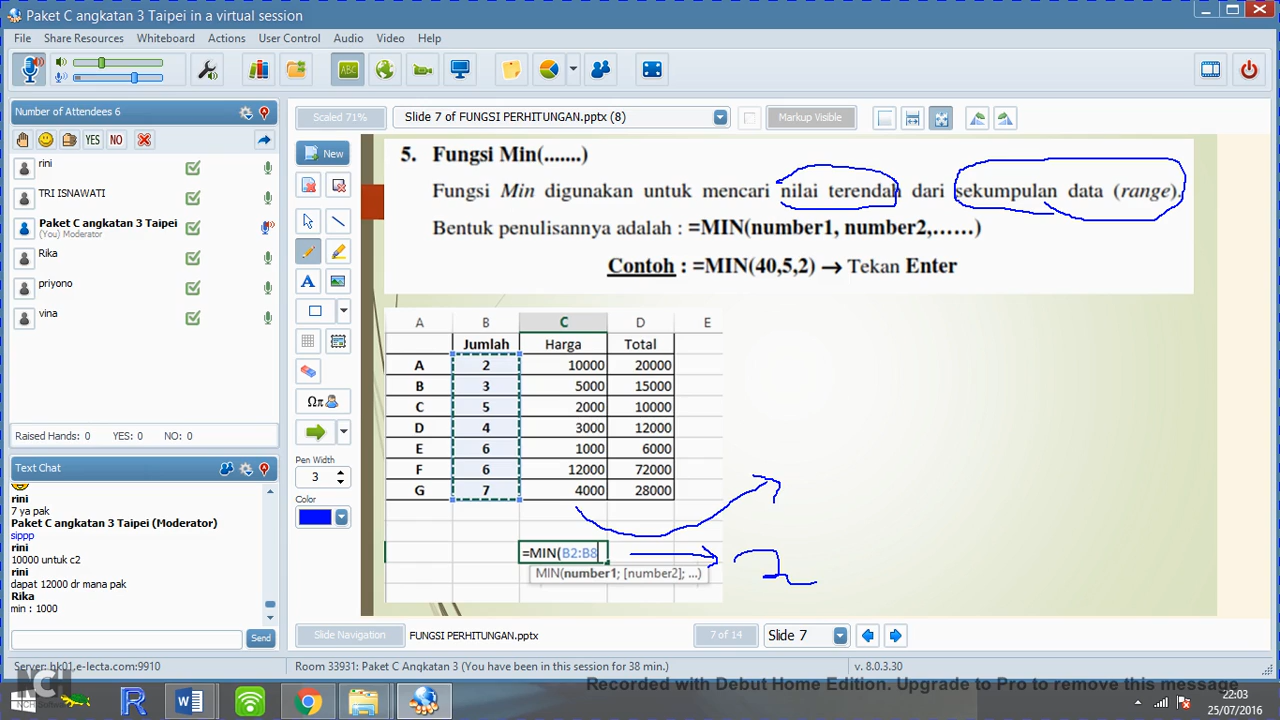 Paket C angkatan 3 Taipei in a virtual session
File Share Resources Whiteboard Actions User Control Audio Video Help
ABC
Number of Attendees 6
YES NO
rini
TRI ISNAWATI
Paket C angkatan 3 Taipei
(You) Moderator
Rika
priyono
vina
Raised Hands: 0 YES: 0 NO: 0
Text Chat
rini
7 ya pak
Paket C angkatan 3 Taipei (Moderator)
sippp
rini
10000 untuk c2
rini
dapat 12000 dr mana pak
Rika
min : 1000
Send
Scaled 71% Slide 7 of FUNGSI PERHITUNGAN.pptx (8) Markup Visible
New
A
Ωπ
Pen Width
3
Color
5. Fungsi Min(.......)
Fungsi Min digunakan untuk mencari nilai terendah dari sekumpulan data (range).
Bentuk penulisannya adalah : =MIN(number1, number2,……)
Contoh : =MIN(40,5,2) → Tekan Enter
A B C D E
Jumlah Harga Total
A 2 10000 20000
B 3 5000 15000
C 5 2000 10000
D 4 3000 12000
E 6 1000 6000
F 6 12000 72000
G 7 4000 28000
=MIN(B2:B8
2
MIN(number1; [number2]; ...)
Slide Navigation FUNGSI PERHITUNGAN.pptx 7 of 14 Slide 7
Server: bk01.e-lecta.com:9910 Room 33931: Paket C Angkatan 3 (You have been in this session for 38 min.) v. 8.0.3.30
NCH Software
Recorded with Debut Home Edition. Upgrade to Pro to remove this message
R W
22:03
25/07/2016